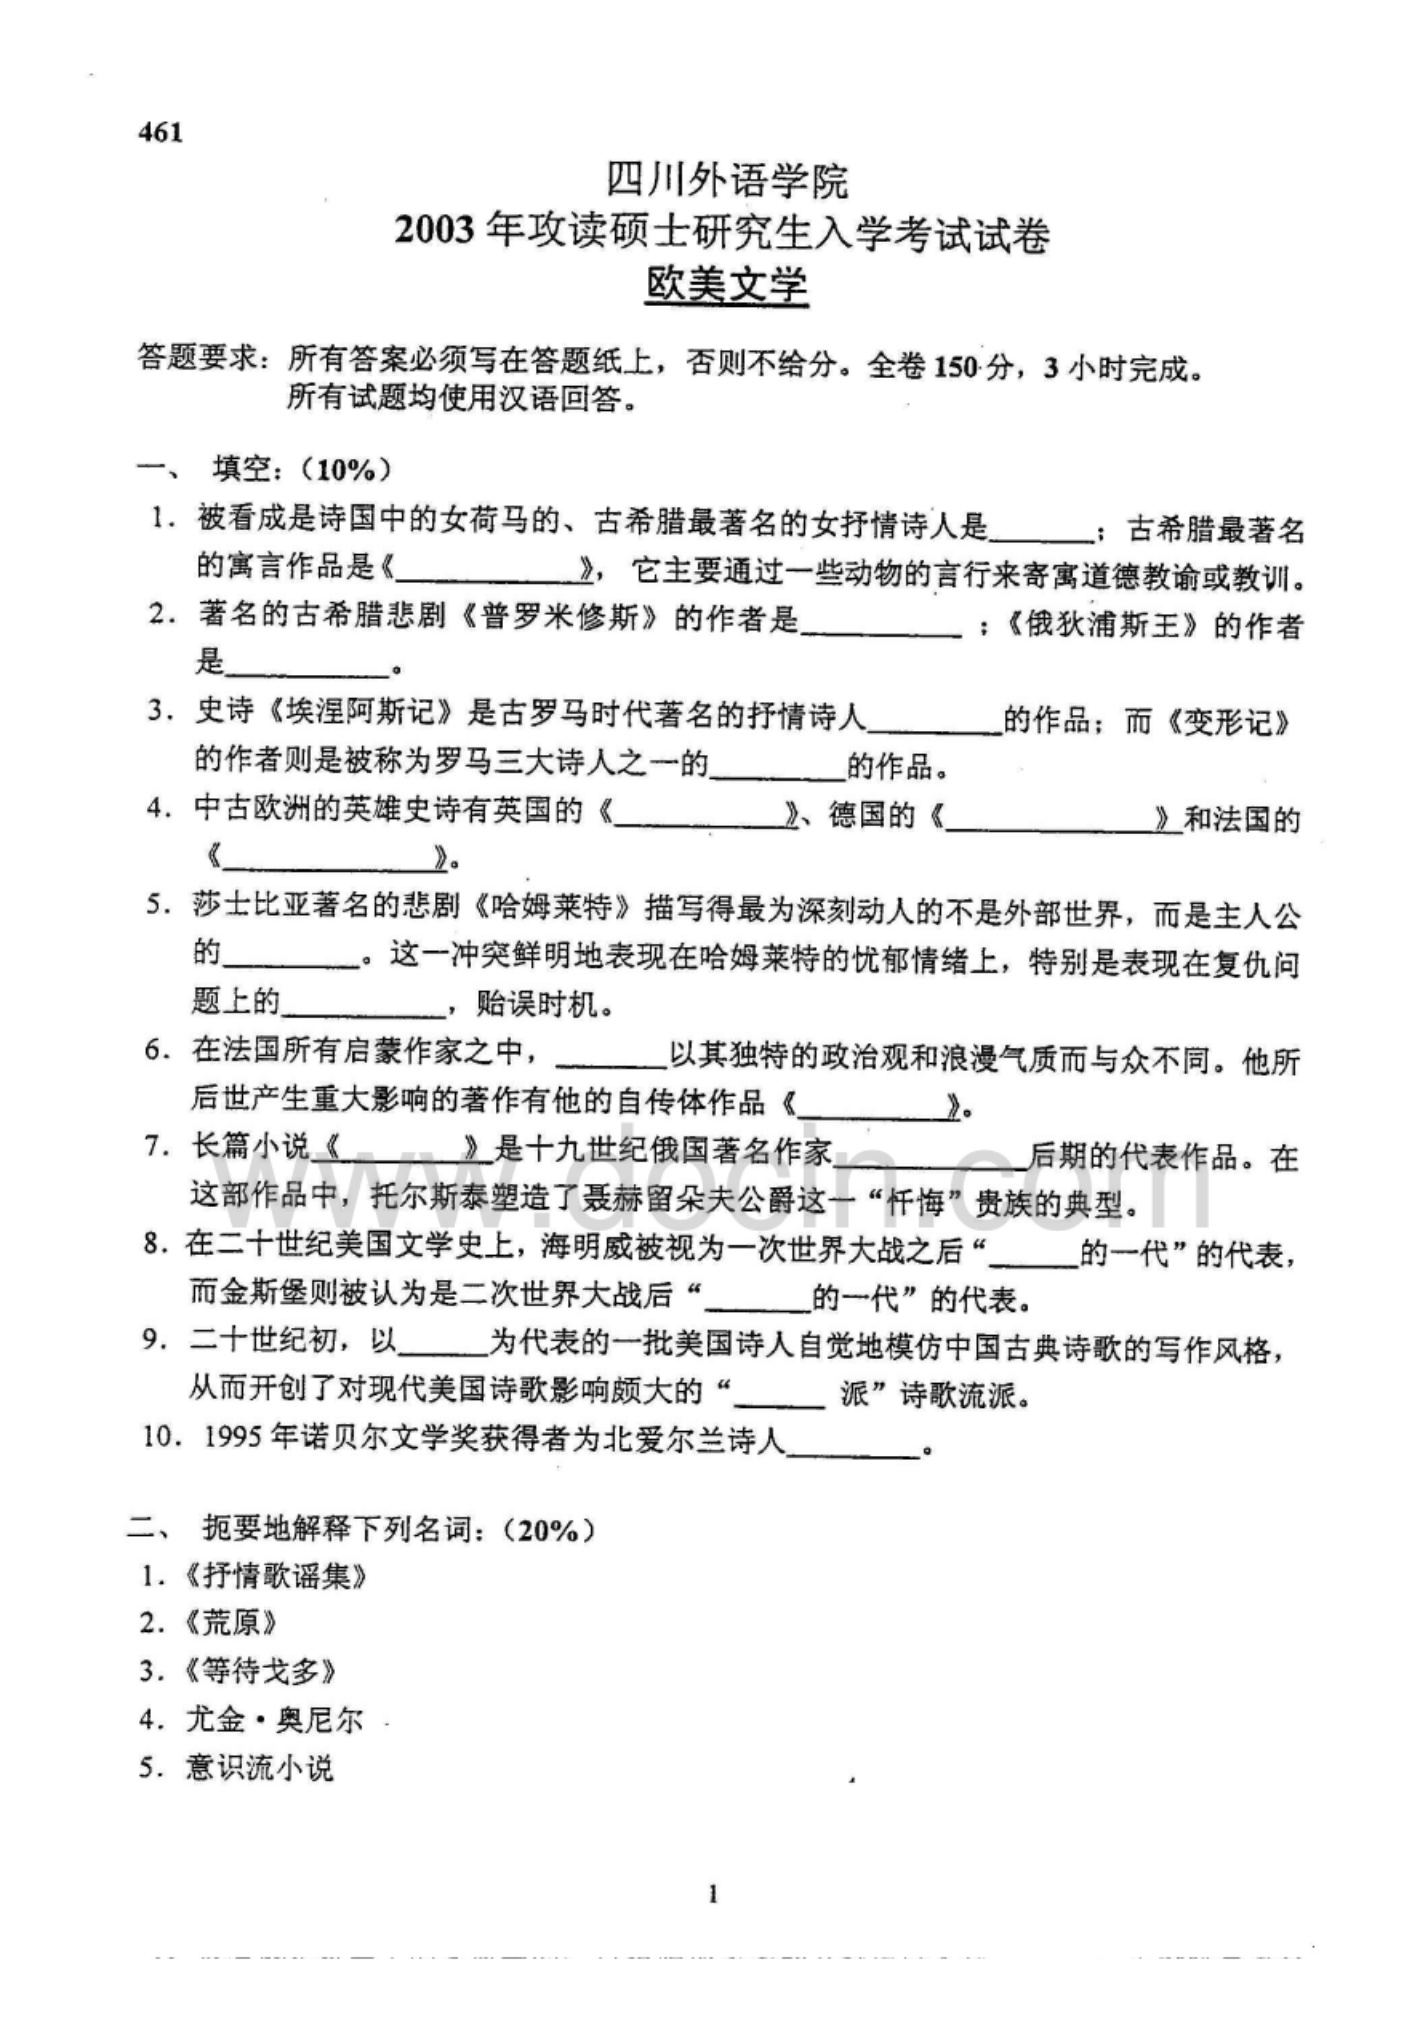 461
四川外语学院
2003 年攻读硕士研究生入学考试试卷
欧美文学
答题要求：所有答案必须写在答题纸上，否则不给分。全卷 150 分，3 小时完成。
所有试题均使用汉语回答。
一、 填空：（10%）
1. 被看成是诗国中的女荷马的、古希腊最著名的女抒情诗人是______；古希腊最著名
的寓言作品是《__________》， 它主要通过一些动物的言行来寄寓道德教谕或教训。
2. 著名的古希腊悲剧《普罗米修斯》的作者是_________ ；《俄狄浦斯王》的作者
是_________。
3. 史诗《埃涅阿斯记》是古罗马时代著名的抒情诗人________的作品；而《变形记》
的作者则是被称为罗马三大诗人之一的________的作品。
4. 中古欧洲的英雄史诗有英国的《__________》、德国的《____________》和法国的
《____________》。
5. 莎士比亚著名的悲剧《哈姆莱特》描写得最为深刻动人的不是外部世界，而是主人公
的________。这一冲突鲜明地表现在哈姆莱特的忧郁情绪上，特别是表现在复仇问
题上的_________，贻误时机。
6. 在法国所有启蒙作家之中，______以其独特的政治观和浪漫气质而与众不同。他所
后世产生重大影响的著作有他的自传体作品《________》。
7. 长篇小说《_______》是十九世纪俄国著名作家___________后期的代表作品。在
这部作品中，托尔斯泰塑造了聂赫留朵夫公爵这一“忏悔”贵族的典型。
8. 在二十世纪美国文学史上，海明威被视为一次世界大战之后“_____的一代”的代表，
而金斯堡则被认为是二次世界大战后“______的一代”的代表。
9. 二十世纪初，以_____为代表的一批美国诗人自觉地模仿中国古典诗歌的写作风格，
从而开创了对现代美国诗歌影响颇大的“_____ 派”诗歌流派。
10. 1995 年诺贝尔文学奖获得者为北爱尔兰诗人________。
二、 扼要地解释下列名词：（20%）
1.《抒情歌谣集》
2.《荒原》
3.《等待戈多》
4. 尤金·奥尼尔
5. 意识流小说
1
www.docin.com